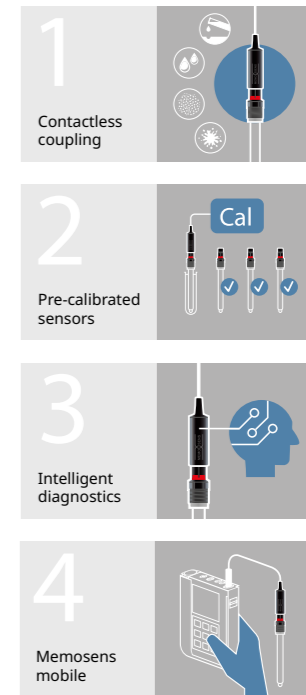 1
Contactless
coupling
2
Cal
Pre-calibrated
sensors
3
Intelligent
diagnostics
4
Memosens
mobile